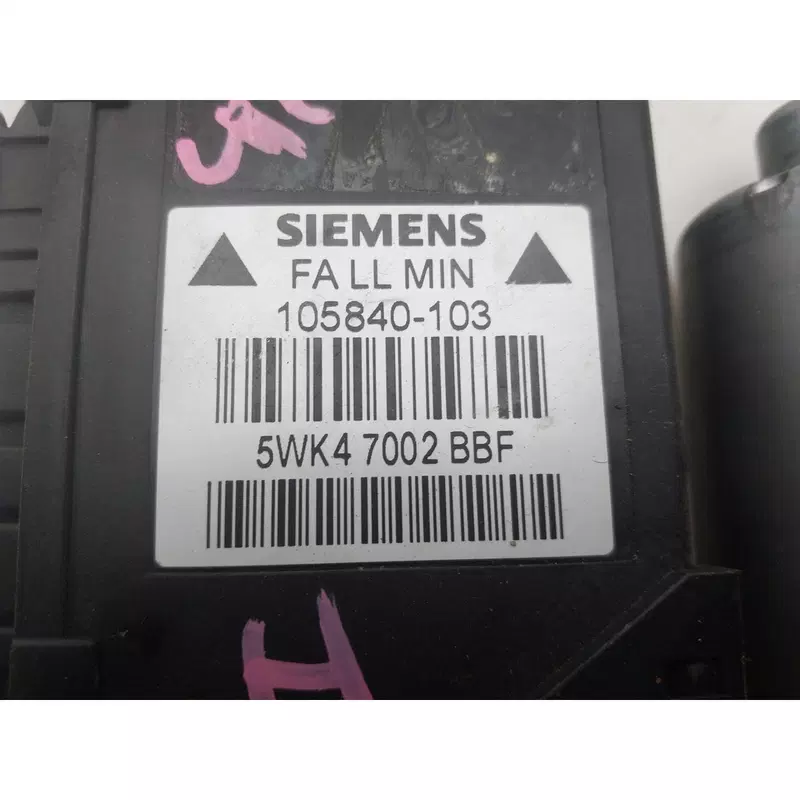 SIEMENS
FA LL MIN
105840-103
5WK4 7002 BBF